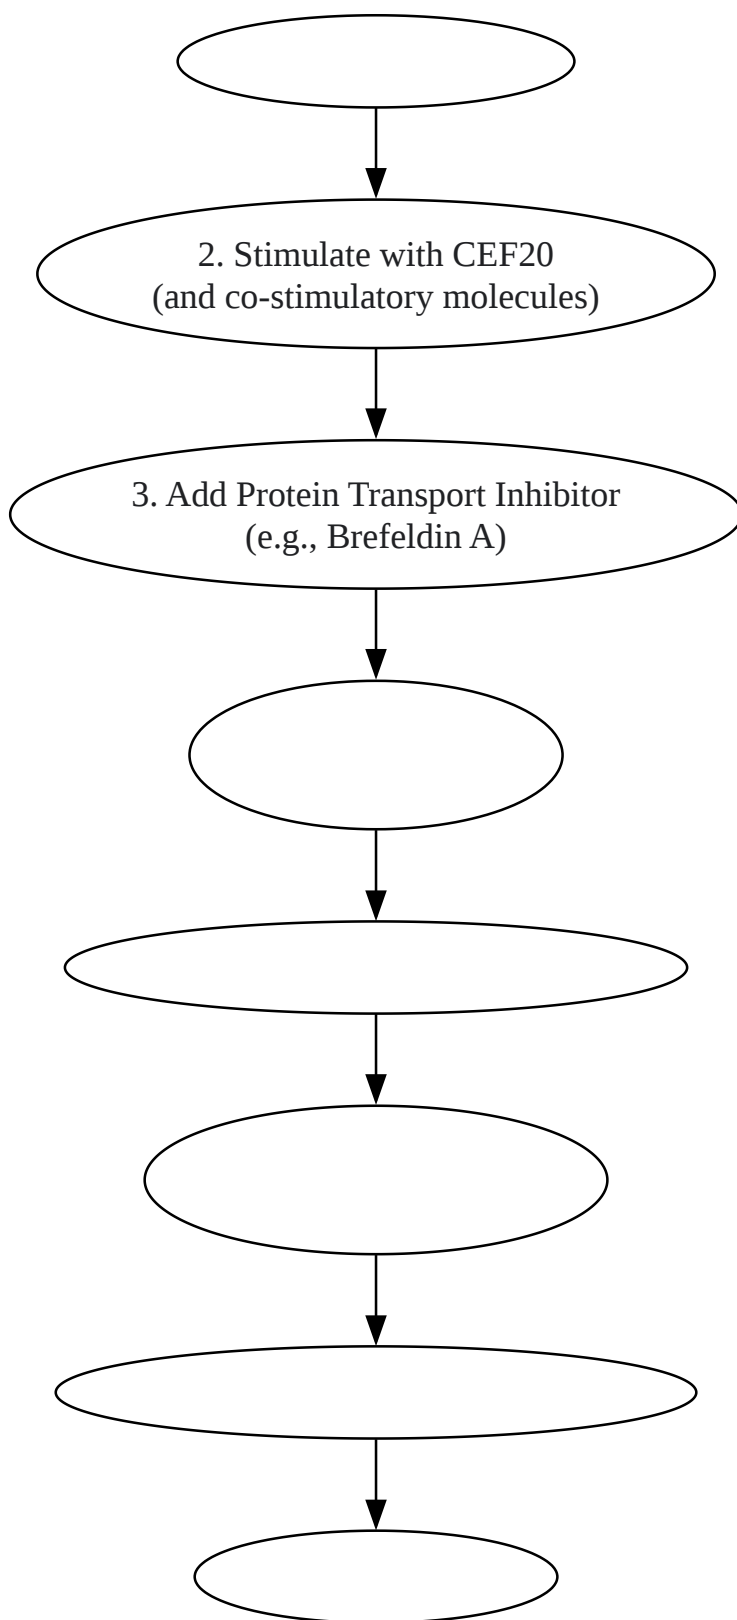 2. Stimulate with CEF20
(and co-stimulatory molecules)
3. Add Protein Transport Inhibitor
(e.g., Brefeldin A)